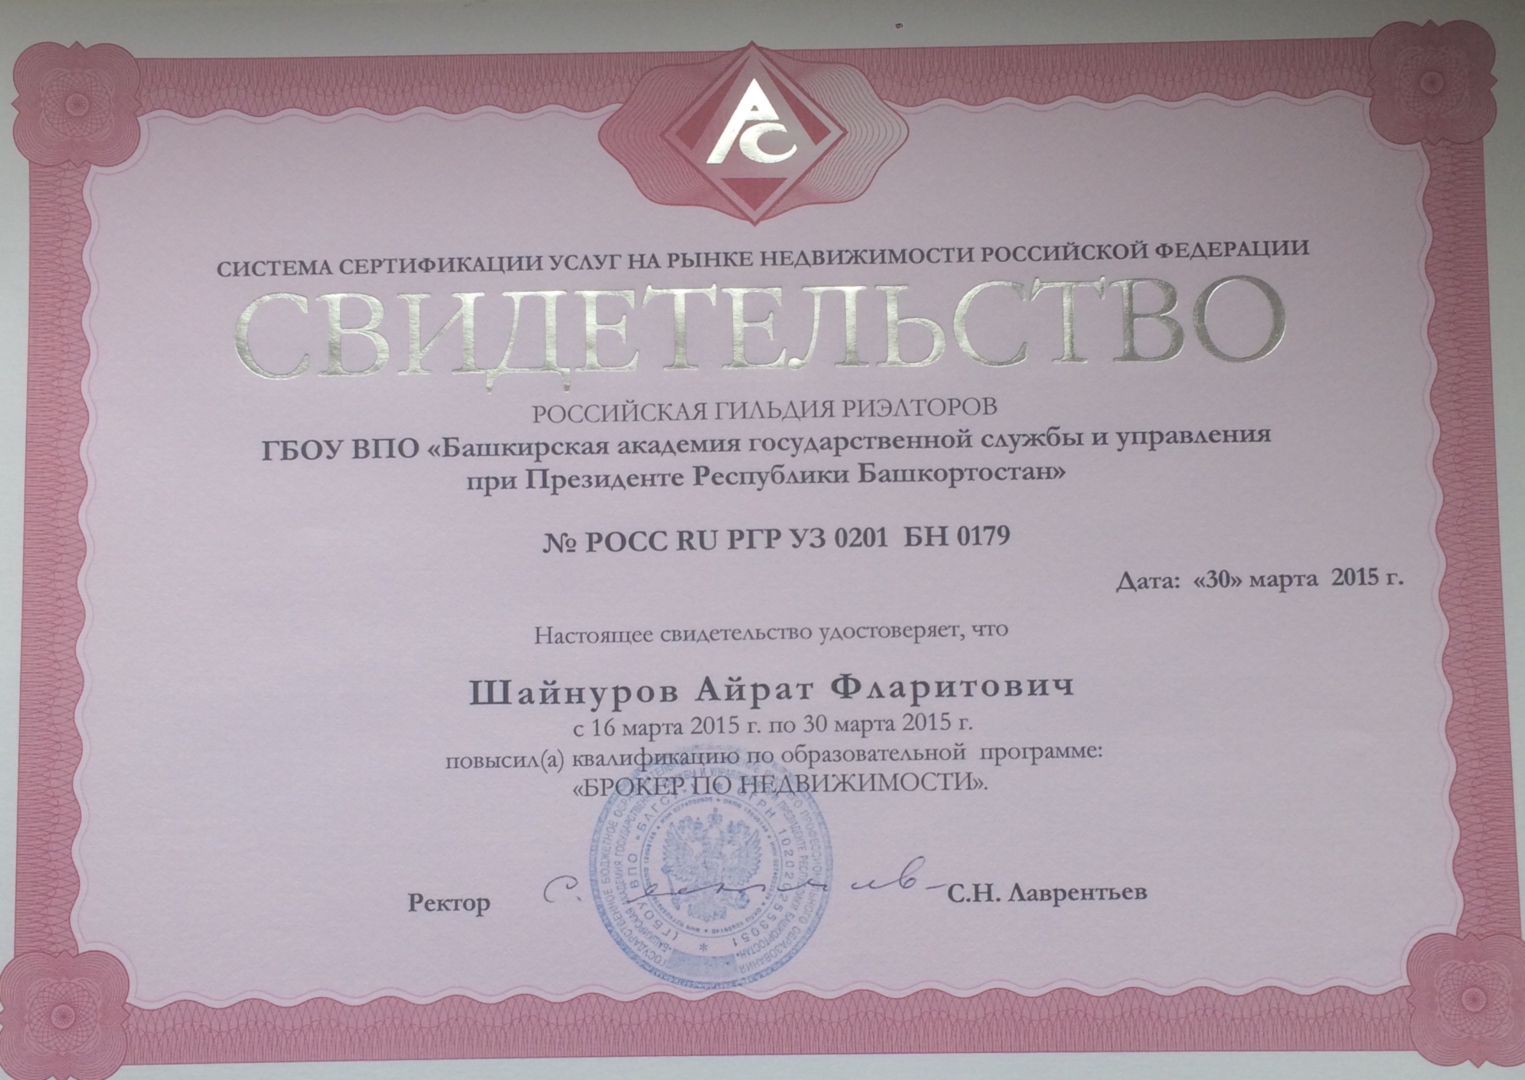 АС
СИСТЕМА СЕРТИФИКАЦИИ УСЛУГ НА РЫНКЕ НЕДВИЖИМОСТИ РОССИЙСКОЙ ФЕДЕРАЦИИ
СВИДЕТЕЛЬСТВО
РОССИЙСКАЯ ГИЛЬДИЯ РИЭЛТОРОВ
ГБОУ ВПО «Башкирская академия государственной службы и управления
при Президенте Республики Башкортостан»
№ РОСС RU РГР УЗ 0201 БН 0179
Дата: «30» марта 2015 г.
Настоящее свидетельство удостоверяет, что
Шайнуров Айрат Фларитович
с 16 марта 2015 г. по 30 марта 2015 г.
повысил(а) квалификацию по образовательной программе:
«БРОКЕР ПО НЕДВИЖИМОСТИ».
Ректор
С.Н. Лаврентьев